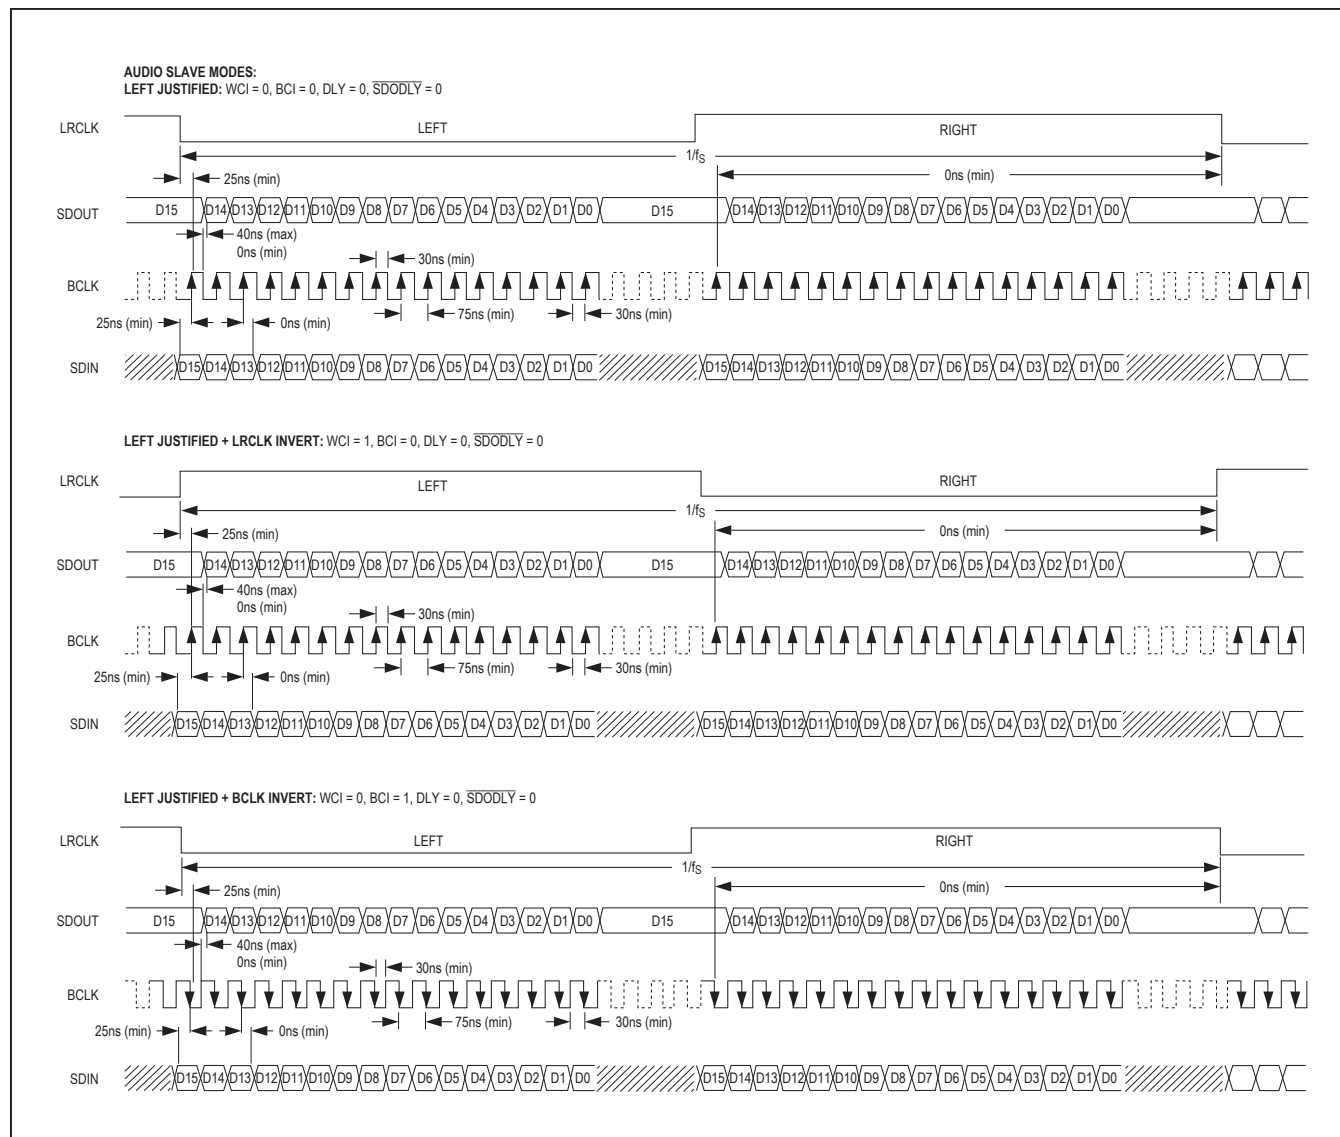 AUDIO SLAVE MODES:
LEFT JUSTIFIED: WCI = 0, BCI = 0, DLY = 0, SDODLY = 0
LRCLK LEFT RIGHT
1/fS
25ns (min) 0ns (min)
SDOUT D15 D14 D13 D12 D11 D10 D9 D8 D7 D6 D5 D4 D3 D2 D1 D0 D15 D14 D13 D12 D11 D10 D9 D8 D7 D6 D5 D4 D3 D2 D1 D0
40ns (max)
0ns (min) 30ns (min)
BCLK
25ns (min) 0ns (min) 75ns (min) 30ns (min)
SDIN D15 D14 D13 D12 D11 D10 D9 D8 D7 D6 D5 D4 D3 D2 D1 D0 D15 D14 D13 D12 D11 D10 D9 D8 D7 D6 D5 D4 D3 D2 D1 D0
LEFT JUSTIFIED + LRCLK INVERT: WCI = 1, BCI = 0, DLY = 0, SDODLY = 0
LRCLK LEFT RIGHT
1/fS
25ns (min) 0ns (min)
SDOUT D15 D14 D13 D12 D11 D10 D9 D8 D7 D6 D5 D4 D3 D2 D1 D0 D15 D14 D13 D12 D11 D10 D9 D8 D7 D6 D5 D4 D3 D2 D1 D0
40ns (max)
0ns (min) 30ns (min)
BCLK
25ns (min) 0ns (min) 75ns (min) 30ns (min)
SDIN D15 D14 D13 D12 D11 D10 D9 D8 D7 D6 D5 D4 D3 D2 D1 D0 D15 D14 D13 D12 D11 D10 D9 D8 D7 D6 D5 D4 D3 D2 D1 D0
LEFT JUSTIFIED + BCLK INVERT: WCI = 0, BCI = 1, DLY = 0, SDODLY = 0
LRCLK LEFT RIGHT
1/fS
25ns (min) 0ns (min)
SDOUT D15 D14 D13 D12 D11 D10 D9 D8 D7 D6 D5 D4 D3 D2 D1 D0 D15 D14 D13 D12 D11 D10 D9 D8 D7 D6 D5 D4 D3 D2 D1 D0
40ns (max)
0ns (min) 30ns (min)
BCLK
25ns (min) 0ns (min) 75ns (min) 30ns (min)
SDIN D15 D14 D13 D12 D11 D10 D9 D8 D7 D6 D5 D4 D3 D2 D1 D0 D15 D14 D13 D12 D11 D10 D9 D8 D7 D6 D5 D4 D3 D2 D1 D0